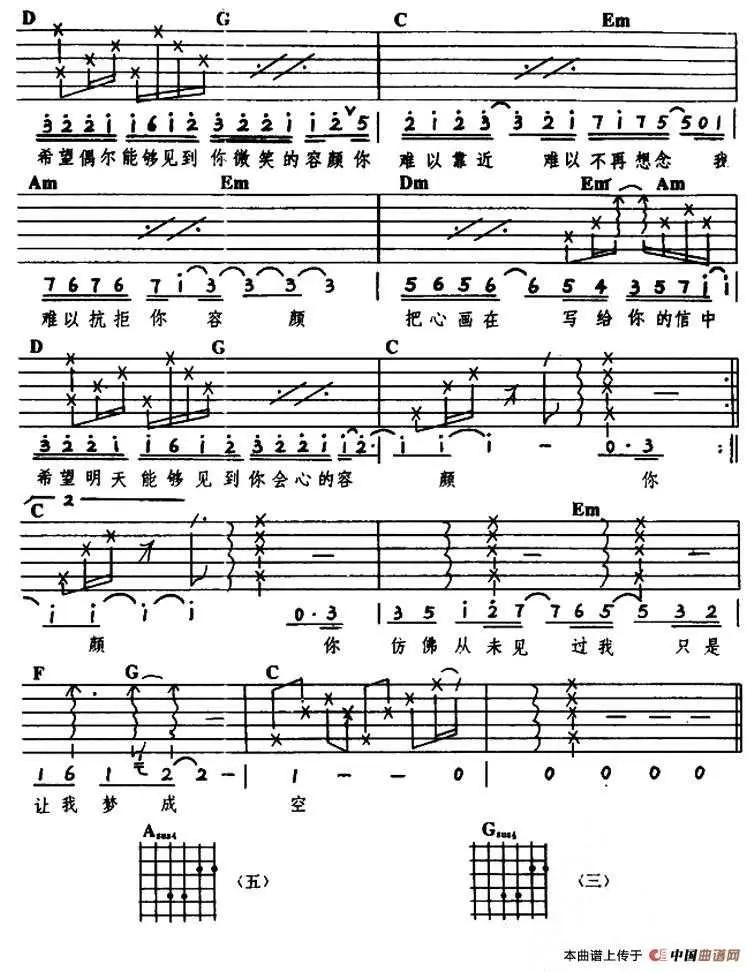 D G C Em
3 2 2 1 1 6 1 2 3 2 2 1 1 2 5 2 1 2 3 3 2 1 7 1 7 5 5 0 1
希望偶尔能够见到你微笑的容颜你 难以靠近 难以不再想念 我
Am Em Dm Em Am
7 6 7 6 7 1 3 3 3 3 5 6 5 6 6 6 5 4 3 5 7 1 1
难以抗拒你 容 颜 把心画在 写给你的信中
D G C
3 2 2 1 1 6 1 2 3 2 2 1 1 2 1 1 1 - 0·3
希望明天能够见到你会心的容 颜 你
2
C Em
1 1 1 1 0·3 3 5 1 2 7 7 6 5 5 3 2
颜 你 仿佛从未见 过我 只是
F G C
1 6 1 2 2 - 1 - - 0 0 0 0 0
让我 梦 成 空
Asus4 〈五〉 Gsus4 〈三〉
本曲谱上传于 中国曲谱网